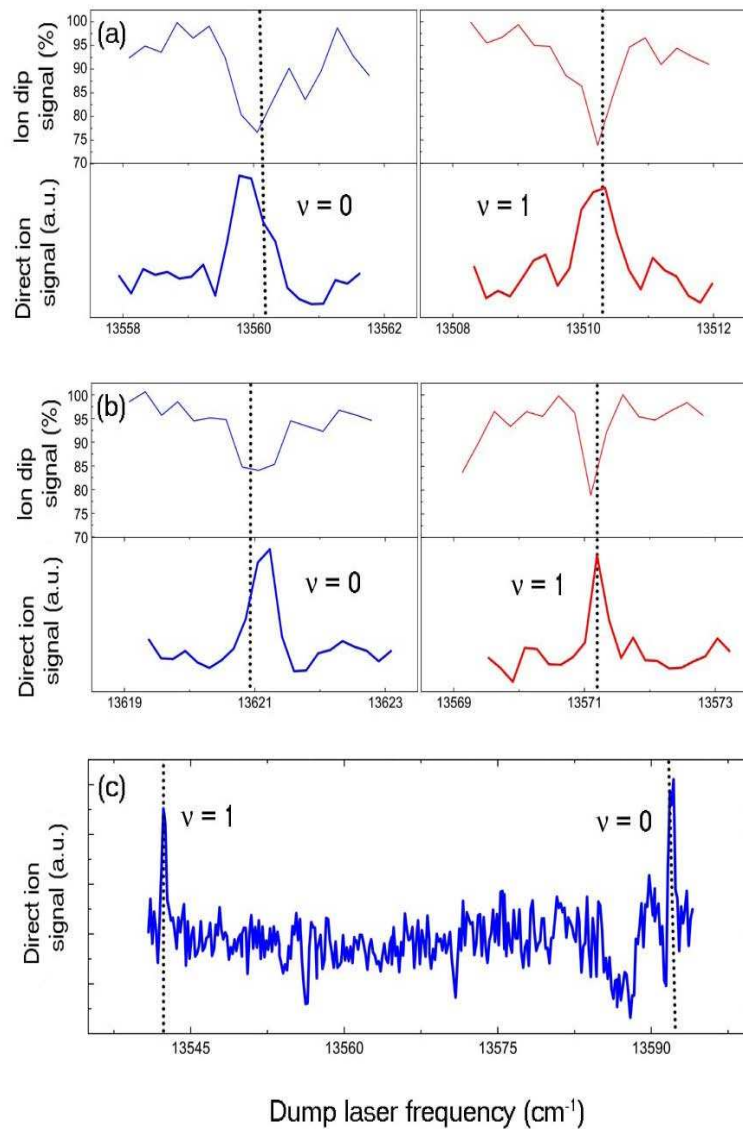 (a)
Ion dip
signal (%)
100
95
90
85
80
75
70
Direct ion
signal (a.u.)
ν = 0
ν = 1
13558
13560
13562
13508
13510
13512
(b)
Ion dip
signal (%)
100
95
90
85
80
75
70
Direct ion
signal (a.u.)
ν = 0
ν = 1
13619
13621
13623
13569
13571
13573
(c)
Direct ion
signal (a.u.)
ν = 1
ν = 0
13545
13560
13575
13590
Dump laser frequency (cm⁻¹)